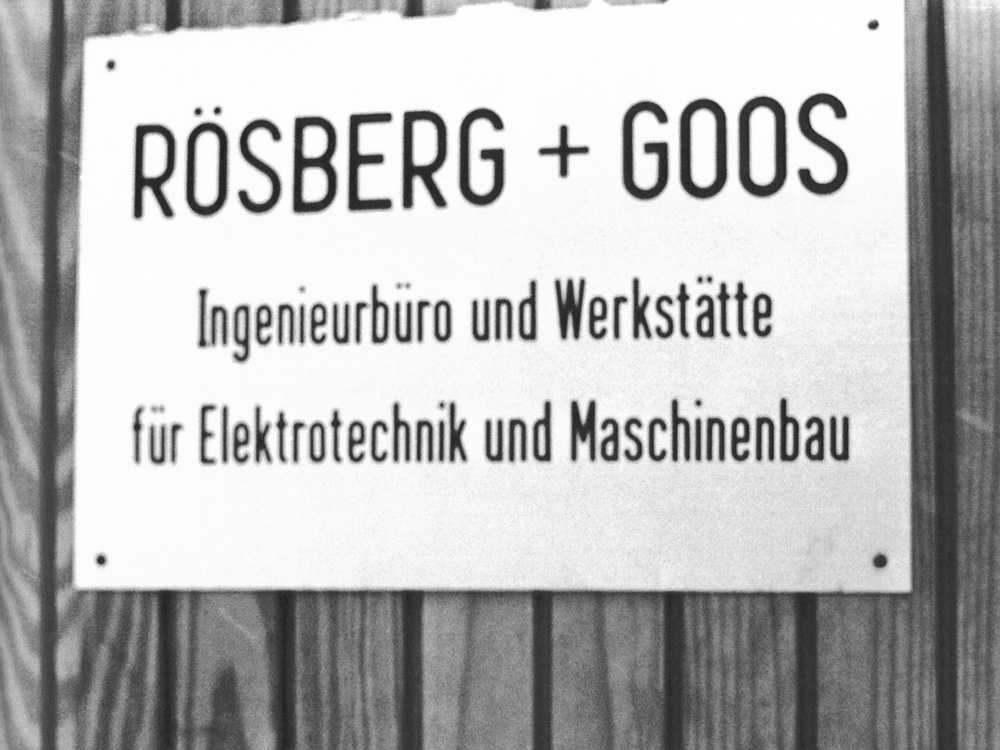 RÖSBERG + GOOS
Ingenieurbüro und Werkstätte
für Elektrotechnik und Maschinenbau